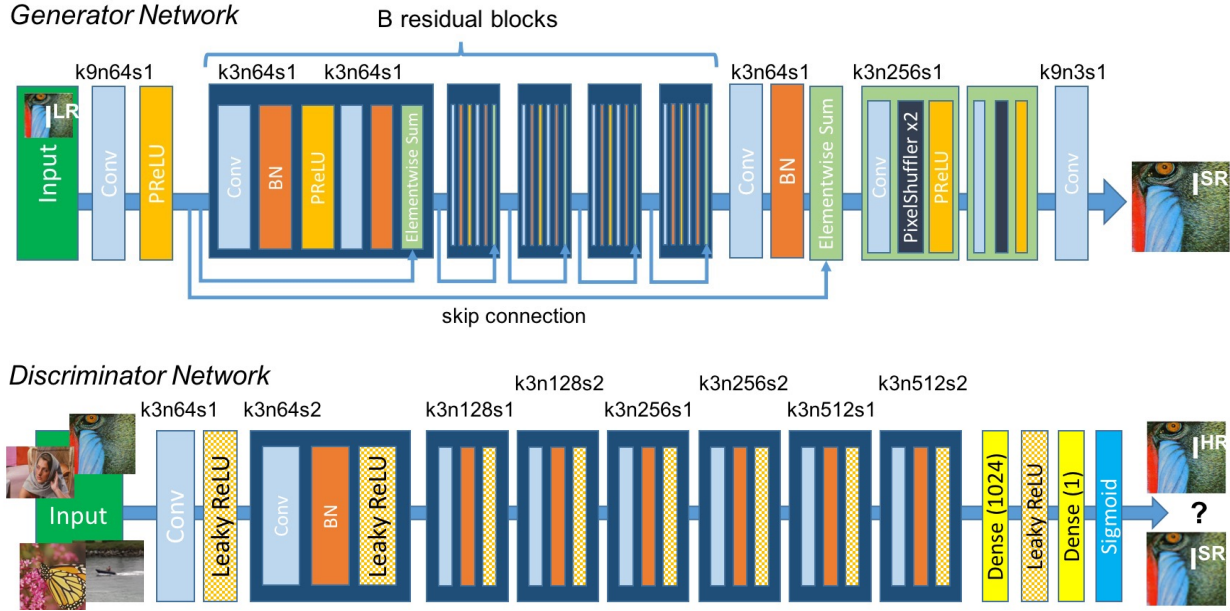 Generator Network
B residual blocks
k9n64s1
k3n64s1
k3n64s1
k3n64s1
k3n256s1
k9n3s1
I^LR
Input
Conv
PReLU
Conv
BN
PReLU
Elementwise Sum
Conv
BN
Elementwise Sum
Conv
PixelShuffler x2
PReLU
Conv
I^SR
skip connection
Discriminator Network
k3n64s1
k3n64s2
k3n128s1
k3n128s2
k3n256s1
k3n256s2
k3n512s1
k3n512s2
Input
Conv
Leaky ReLU
Conv
BN
Leaky ReLU
Dense (1024)
Leaky ReLU
Dense (1)
Sigmoid
I^HR
?
I^SR